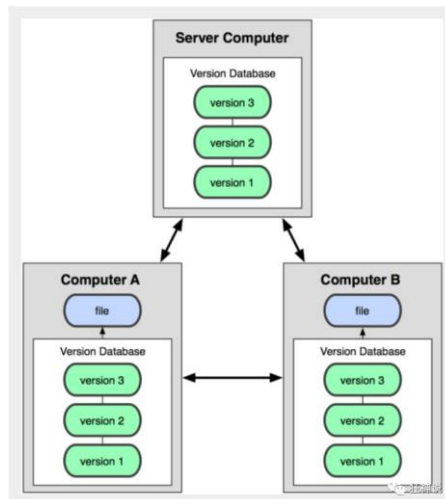 Server Computer
Version Database
version 3
version 2
version 1
Computer A
file
Version Database
version 3
version 2
version 1
Computer B
file
Version Database
version 3
version 2
version 1